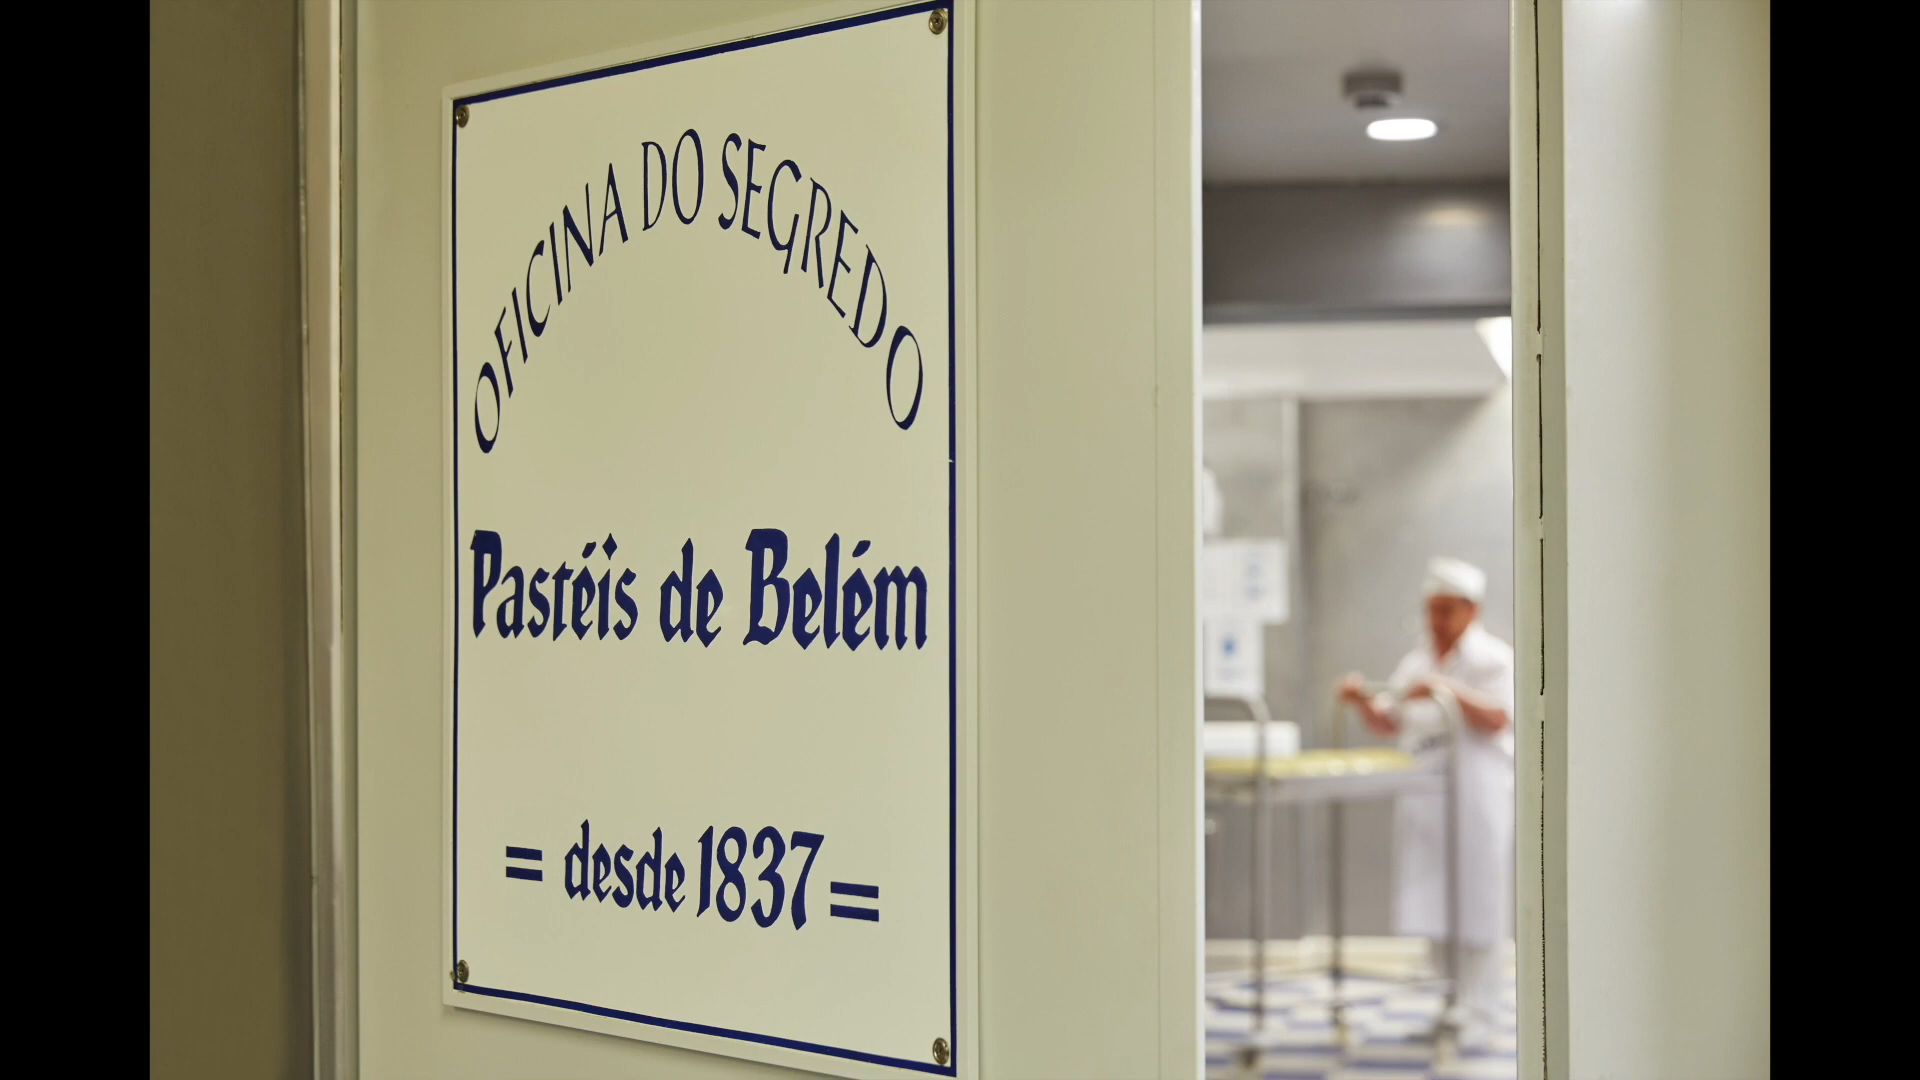 OFICINA DO SEGREDO
Pastéis de Belém
= desde 1837 =